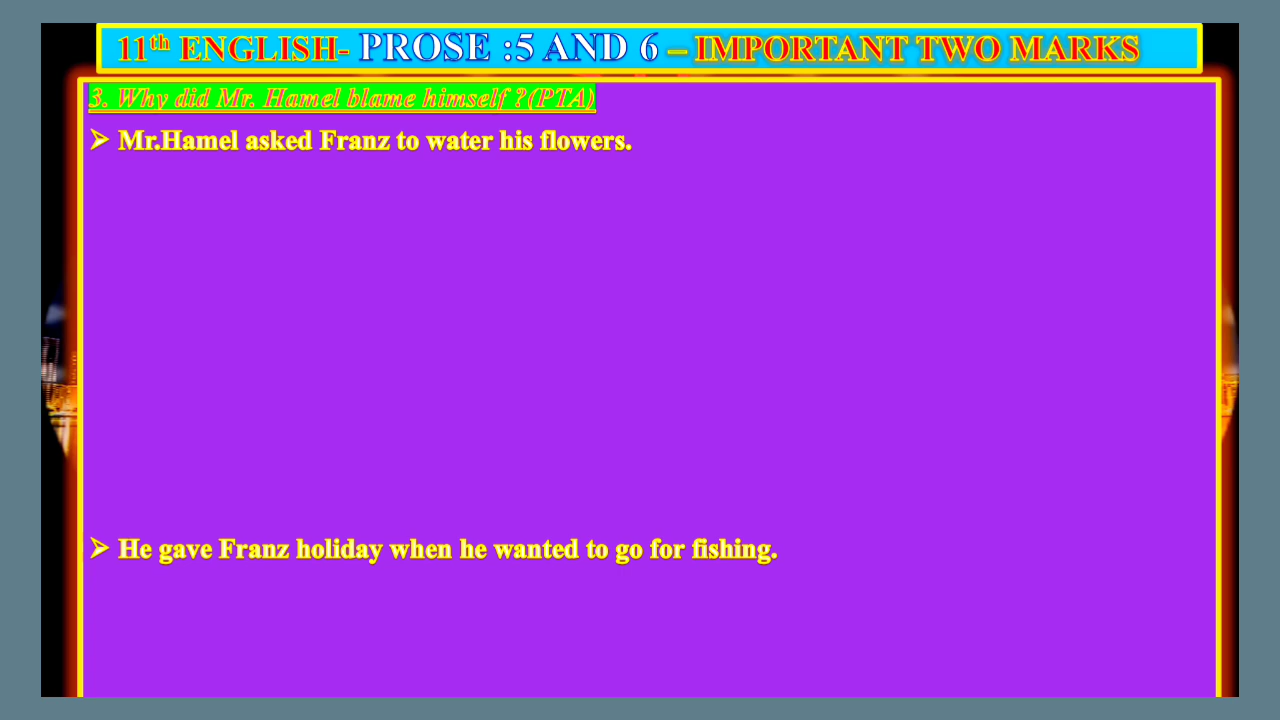 11th ENGLISH- PROSE :5 AND 6 – IMPORTANT TWO MARKS
3. Why did Mr. Hamel blame himself ?(PTA)
➢ Mr.Hamel asked Franz to water his flowers.
➢ He gave Franz holiday when he wanted to go for fishing.